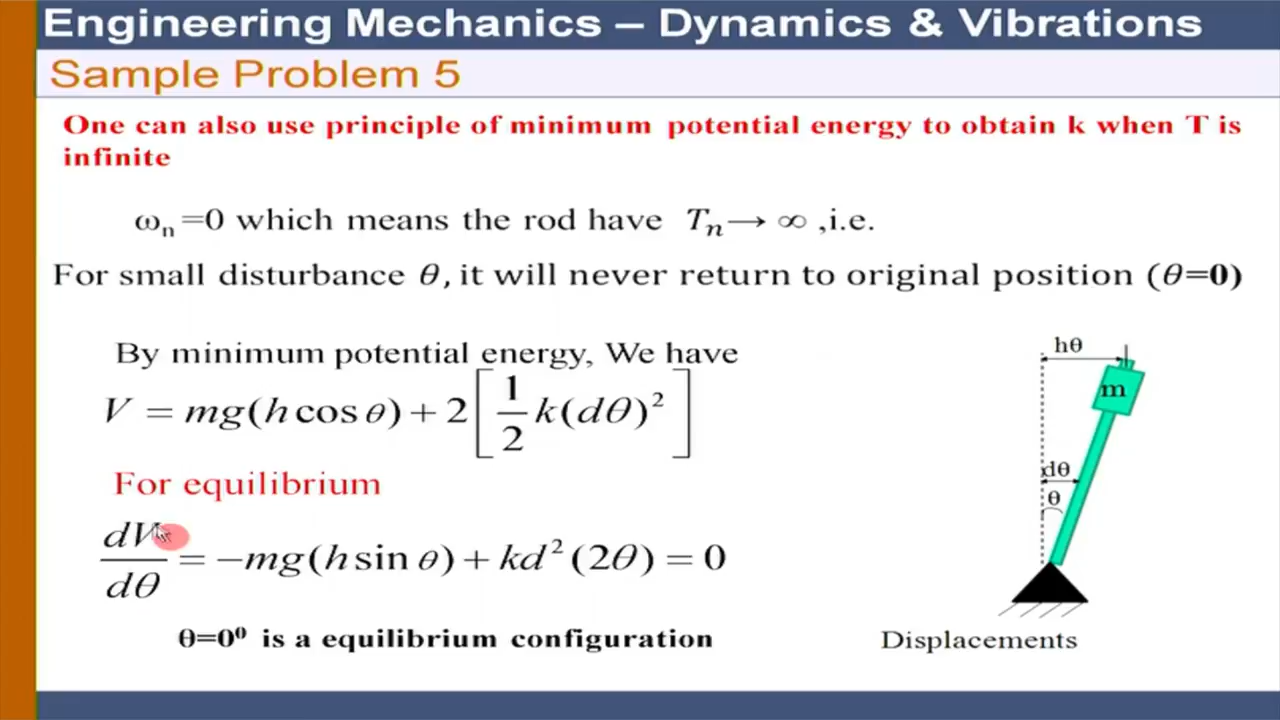 Engineering Mechanics – Dynamics & Vibrations
Sample Problem 5
One can also use principle of minimum potential energy to obtain k when T is
infinite
ωn=0 which means the rod have Tn→ ∞ ,i.e.
For small disturbance θ, it will never return to original position (θ=0)
By minimum potential energy, We have
V = mg(h cos θ) + 2[1/2 k(dθ)²]
For equilibrium
dV/dθ = −mg(h sin θ) + kd²(2θ) = 0
θ=0⁰ is a equilibrium configuration
hθ
m
dθ
θ
Displacements